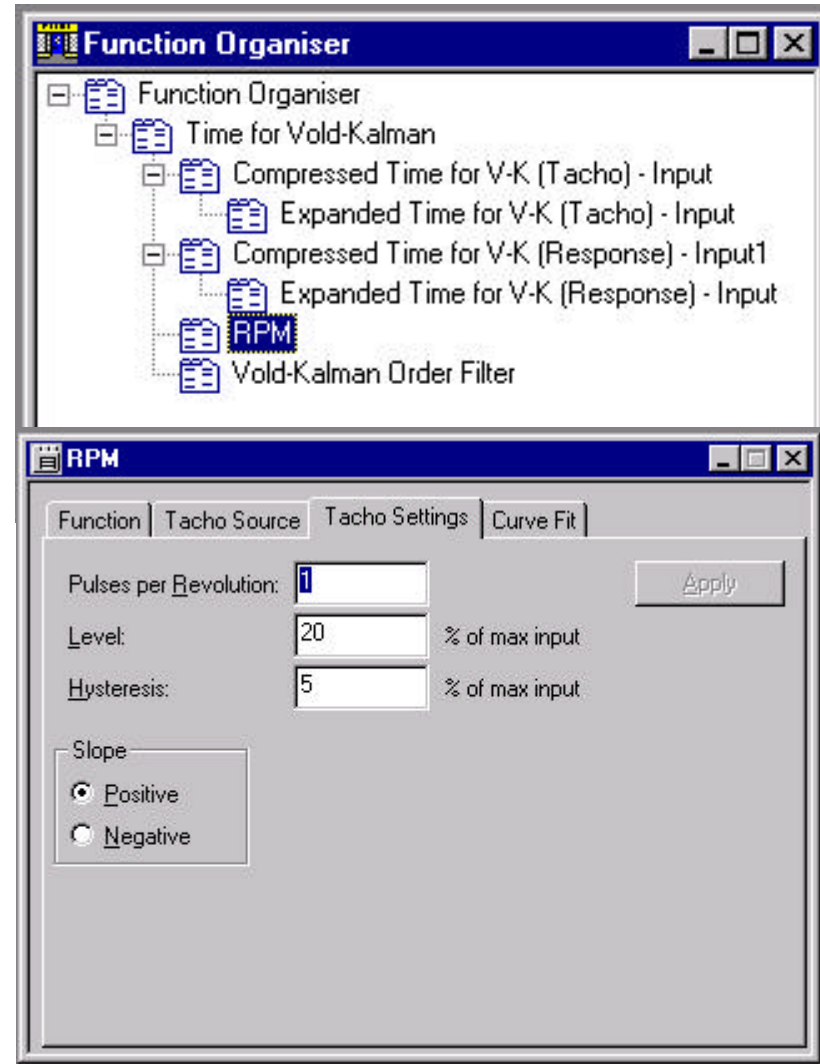 Function Organiser
Function Organiser
Time for Vold-Kalman
Compressed Time for V-K (Tacho) - Input
Expanded Time for V-K (Tacho) - Input
Compressed Time for V-K (Response) - Input1
Expanded Time for V-K (Response) - Input
RPM
Vold-Kalman Order Filter
RPM
Function Tacho Source Tacho Settings Curve Fit
Pulses per Revolution: 1 Apply
Level: 20 % of max input
Hysteresis: 5 % of max input
Slope
Positive
Negative